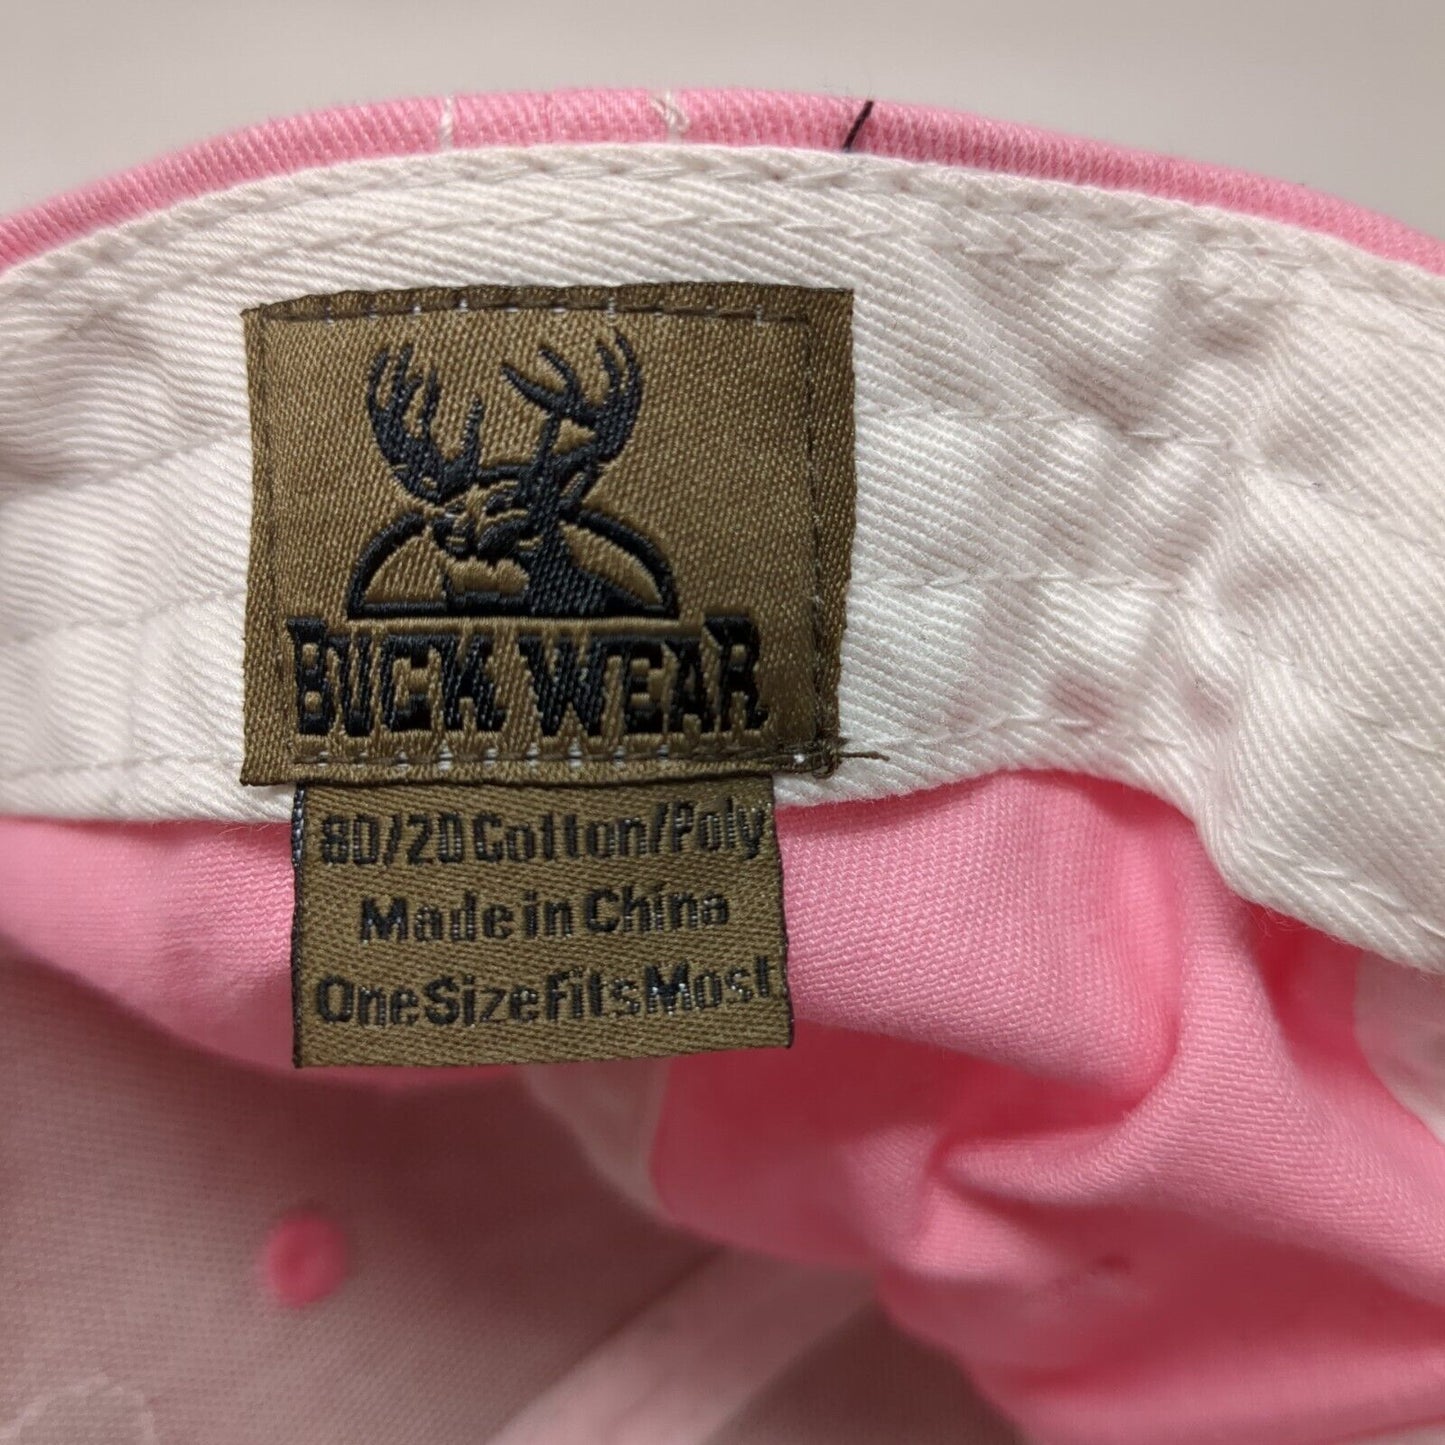 BUCK WEAR
80/20 Cotton/Poly
Made in China
One Size Fits Most